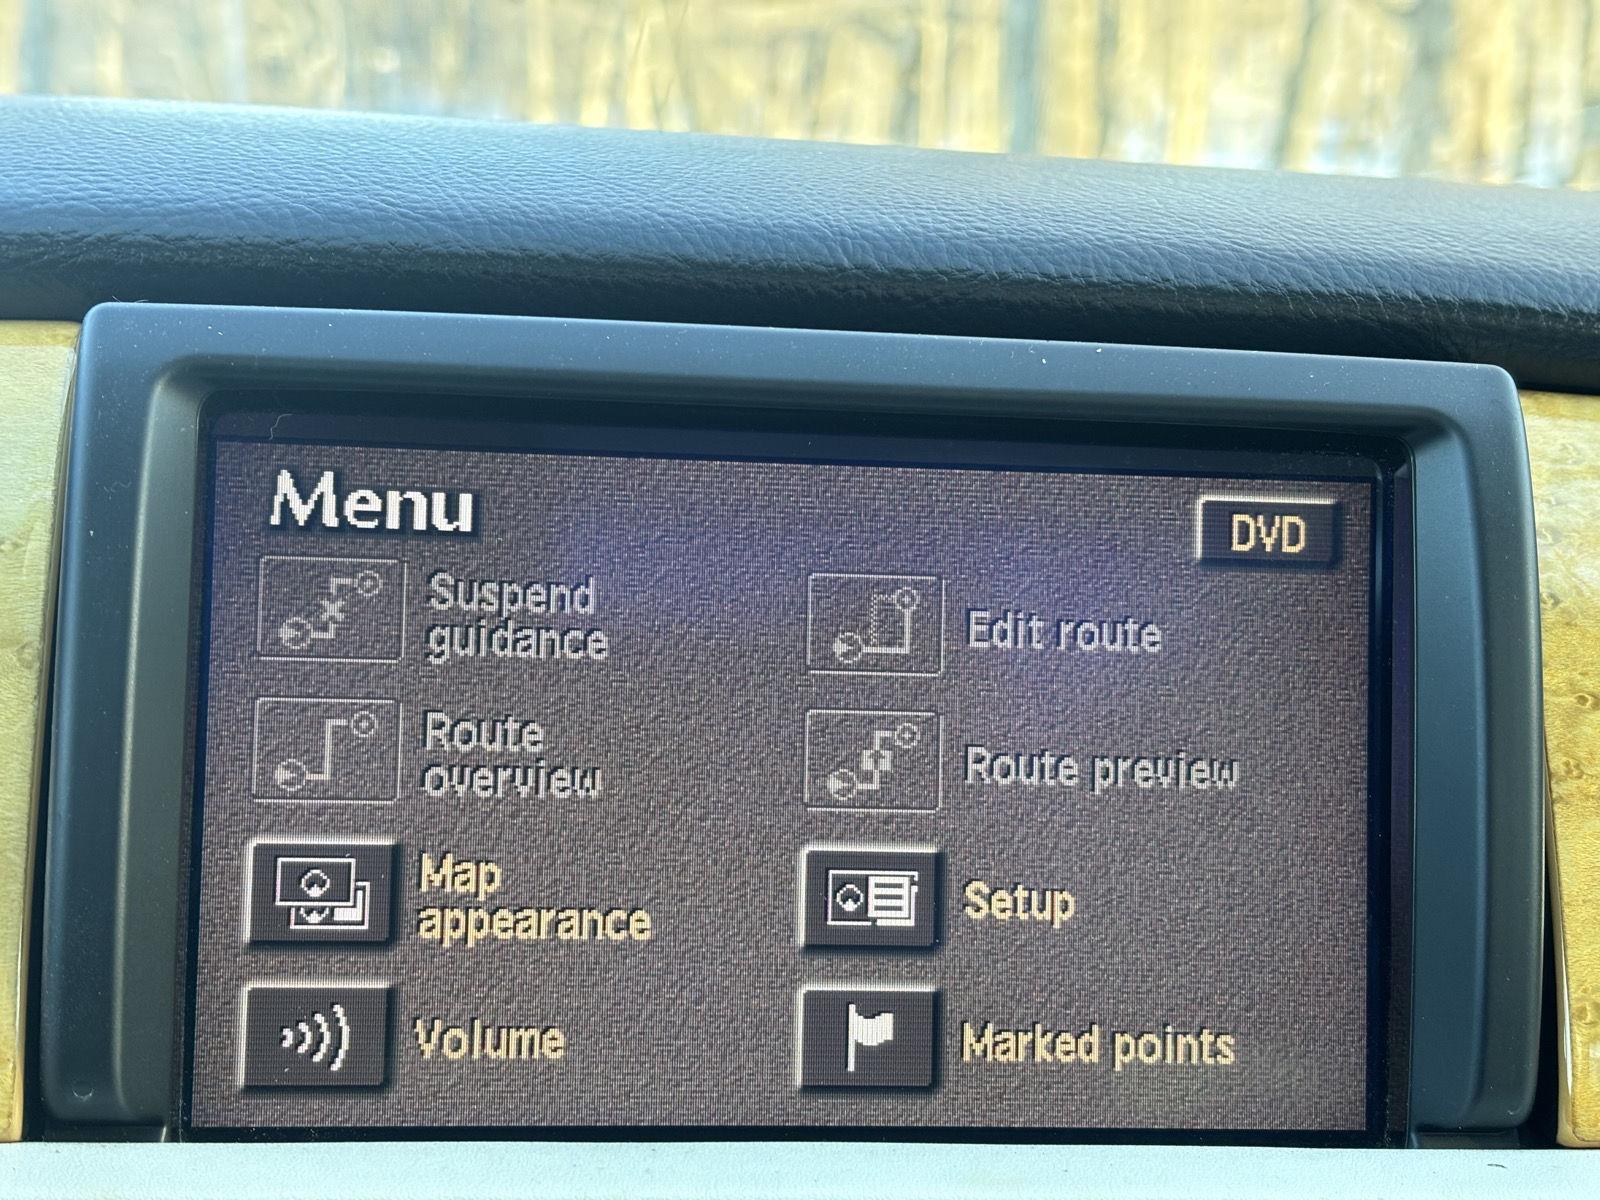 Menu
DVD
Suspend
guidance
Edit route
Route
overview
Route preview
Map
appearance
Setup
Volume
Marked points